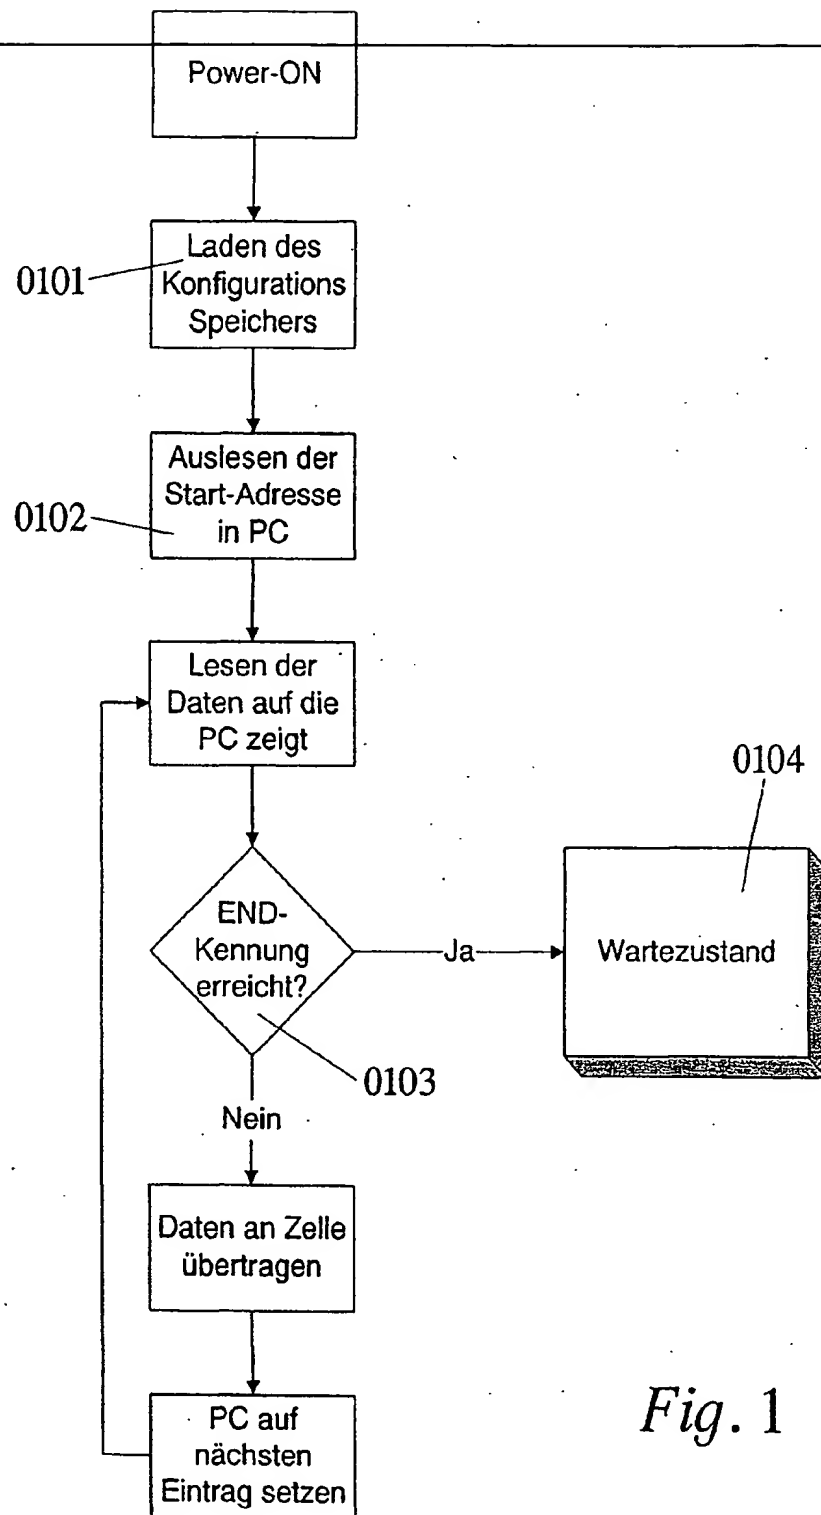 Power-ON
0101
Laden des
Konfigurations
Speichers
0102
Auslesen der
Start-Adresse
in PC
Lesen der
Daten auf die
PC zeigt
0104
END-
Kennung
erreicht?
Ja
Wartezustand
0103
Nein
Daten an Zelle
übertragen
PC auf
nächsten
Eintrag setzen
Fig. 1